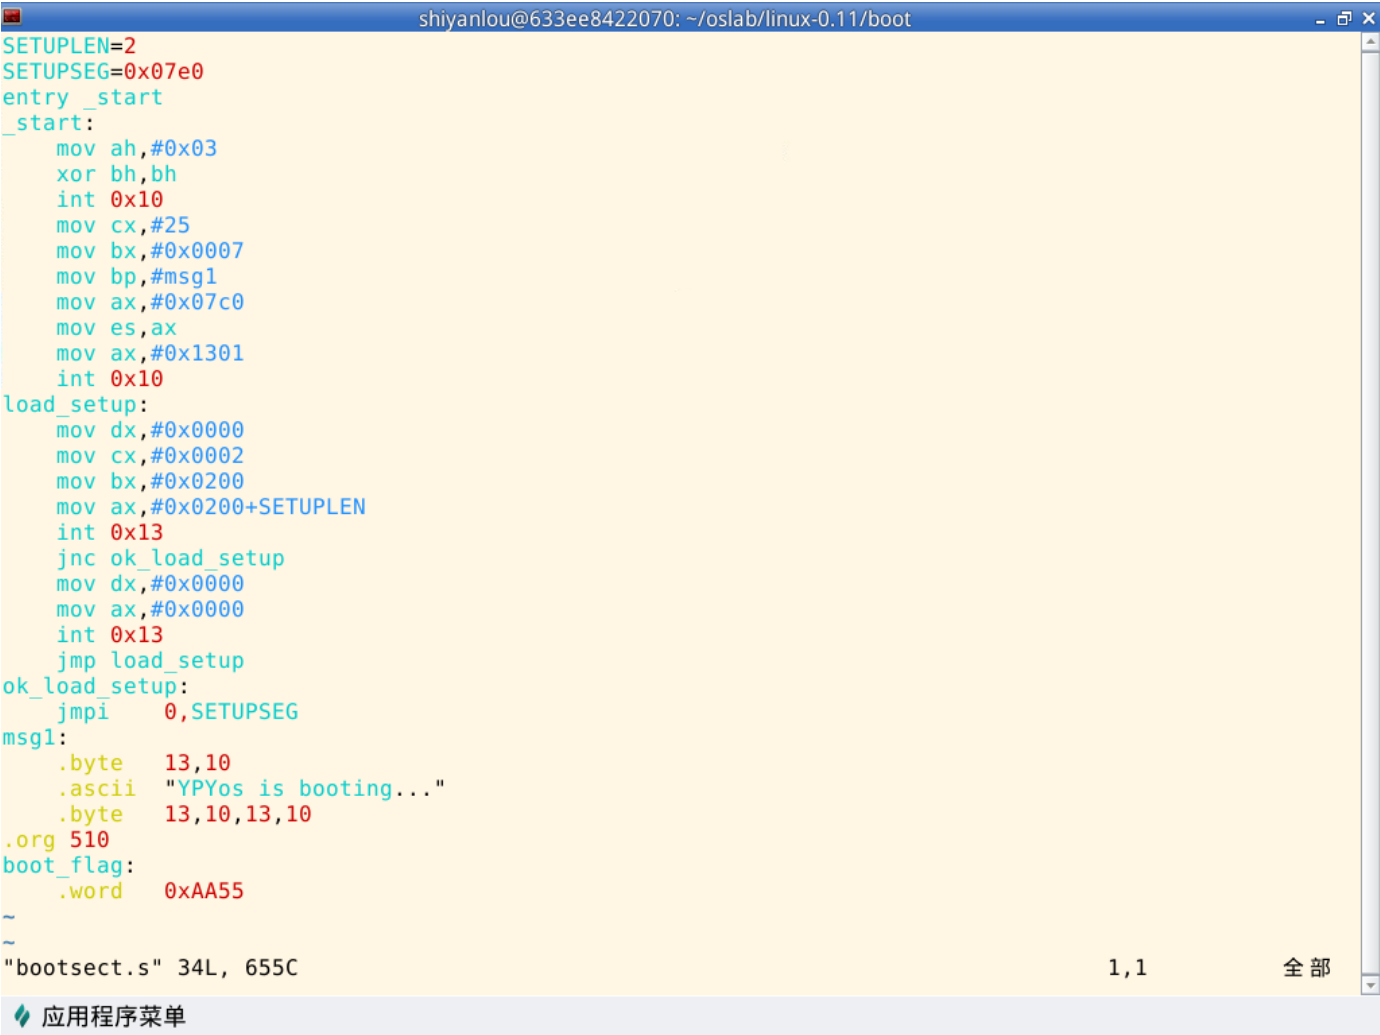 shiyanlou@633ee8422070: ~/oslab/linux-0.11/boot
SETUPLEN=2
SETUPSEG=0x07e0
entry _start
_start:
    mov ah,#0x03
    xor bh,bh
    int 0x10
    mov cx,#25
    mov bx,#0x0007
    mov bp,#msg1
    mov ax,#0x07c0
    mov es,ax
    mov ax,#0x1301
    int 0x10
load_setup:
    mov dx,#0x0000
    mov cx,#0x0002
    mov bx,#0x0200
    mov ax,#0x0200+SETUPLEN
    int 0x13
    jnc ok_load_setup
    mov dx,#0x0000
    mov ax,#0x0000
    int 0x13
    jmp load_setup
ok_load_setup:
    jmpi    0,SETUPSEG
msg1:
    .byte   13,10
    .ascii  "YPYos is booting..."
    .byte   13,10,13,10
.org 510
boot_flag:
    .word   0xAA55
~
~
"bootsect.s" 34L, 655C 1,1 全部
应用程序菜单